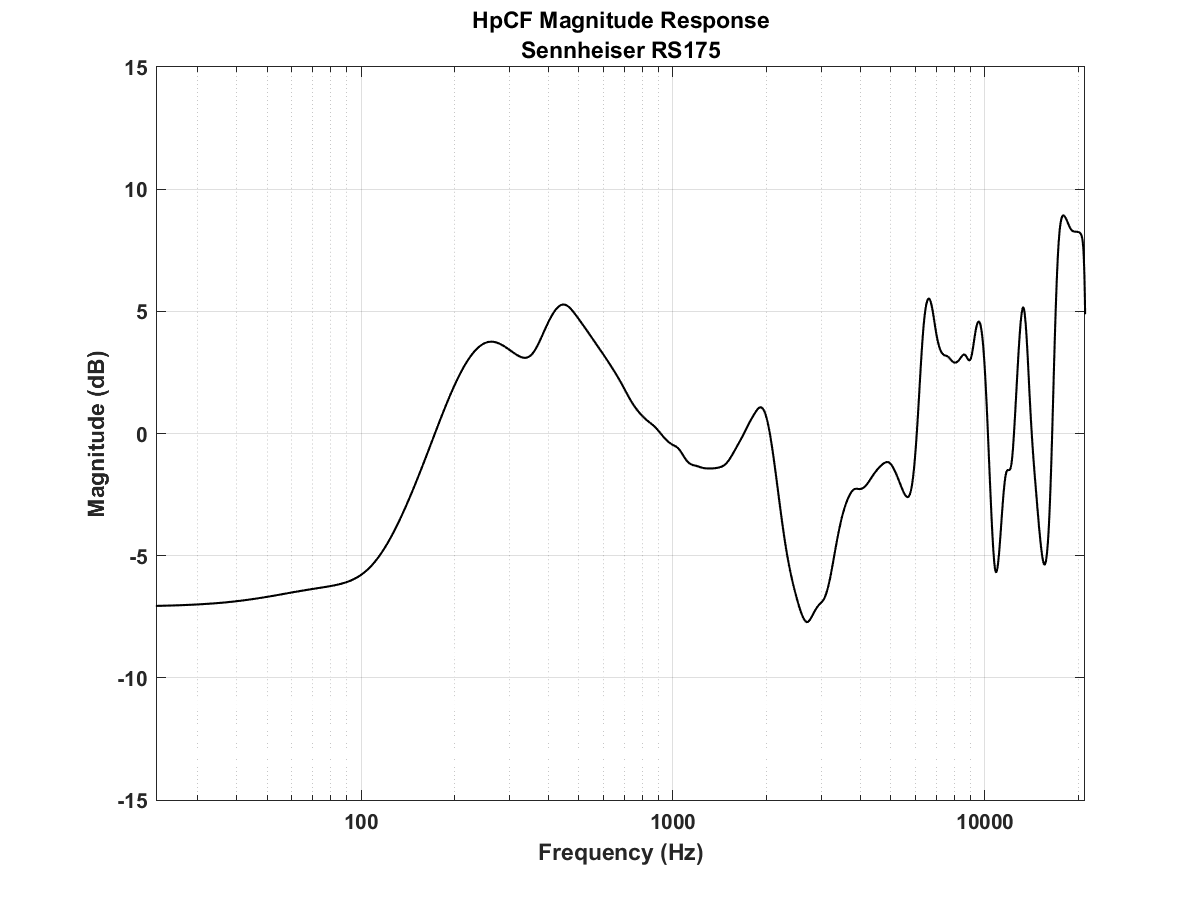 HpCF Magnitude Response
Sennheiser RS175
15
10
5
0
-5
-10
-15
Magnitude (dB)
100
1000
10000
Frequency (Hz)